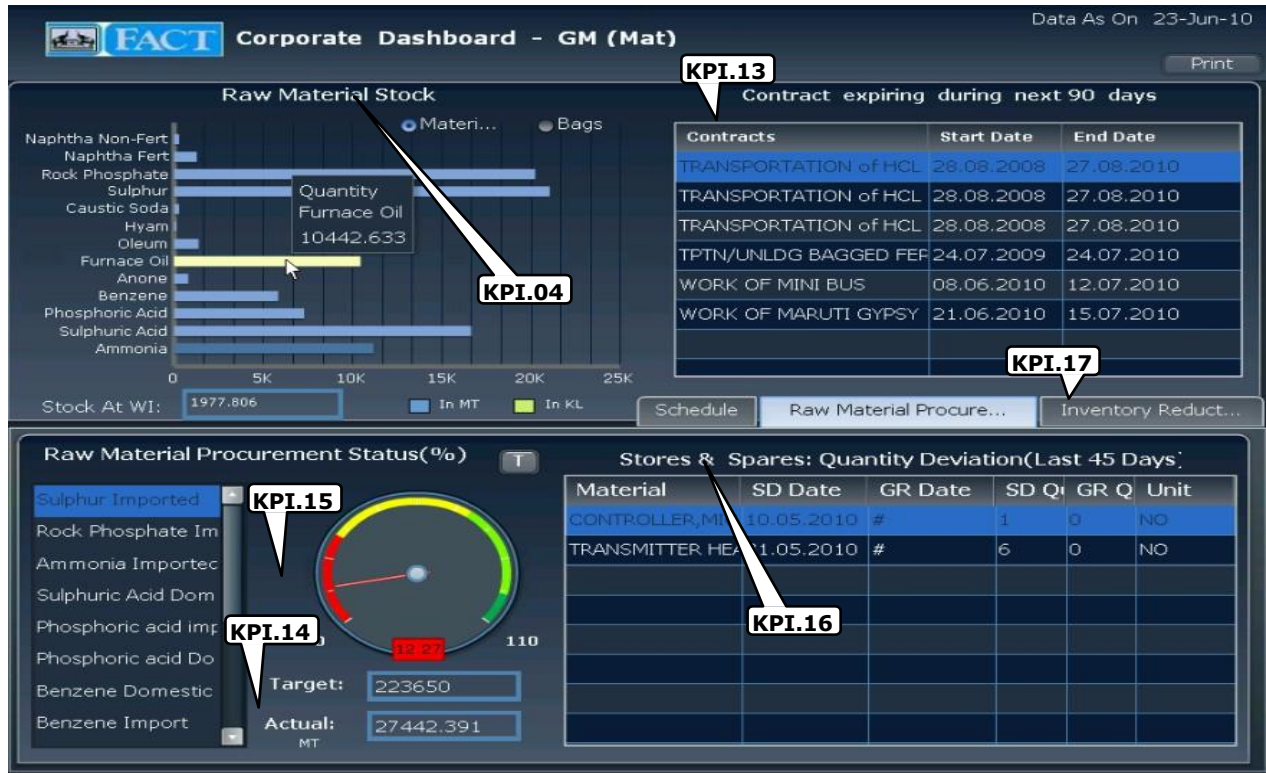 Data As On 23-Jun-10
FACT Corporate Dashboard - GM (Mat)
Print
KPI.13
Raw Material Stock
Materi...
Bags
Naphtha Non-Fert
Naphtha Fert
Rock Phosphate
Sulphur
Caustic Soda
Hyam
Oleum
Furnace Oil
Anone
Benzene
Phosphoric Acid
Sulphuric Acid
Ammonia
Quantity
Furnace Oil
10442.633
KPI.04
0 5K 10K 15K 20K 25K
Stock At WI: 1977.806
In MT
In KL
Contract expiring during next 90 days
Contracts Start Date End Date
TRANSPORTATION of HCL 28.08.2008 27.08.2010
TRANSPORTATION of HCL 28.08.2008 27.08.2010
TRANSPORTATION of HCL 28.08.2008 27.08.2010
TPTN/UNLDG BAGGED FER 24.07.2009 24.07.2010
WORK OF MINI BUS 08.06.2010 12.07.2010
WORK OF MARUTI GYPSY 21.06.2010 15.07.2010
KPI.17
Schedule
Raw Material Procure...
Inventory Reduct...
Raw Material Procurement Status(%)
T
Sulphur Imported
Rock Phosphate Im
Ammonia Importec
Sulphuric Acid Dom
Phosphoric acid imp
Phosphoric acid Do
Benzene Domestic
Benzene Import
KPI.15
KPI.14
12.27
110
Target: 223650
Actual: 27442.391
MT
Stores & Spares: Quantity Deviation(Last 45 Days
Material SD Date GR Date SD Qu GR Q Unit
CONTROLLER,MI 10.05.2010 # 1 0 NO
TRANSMITTER HEA 1.05.2010 # 6 0 NO
KPI.16